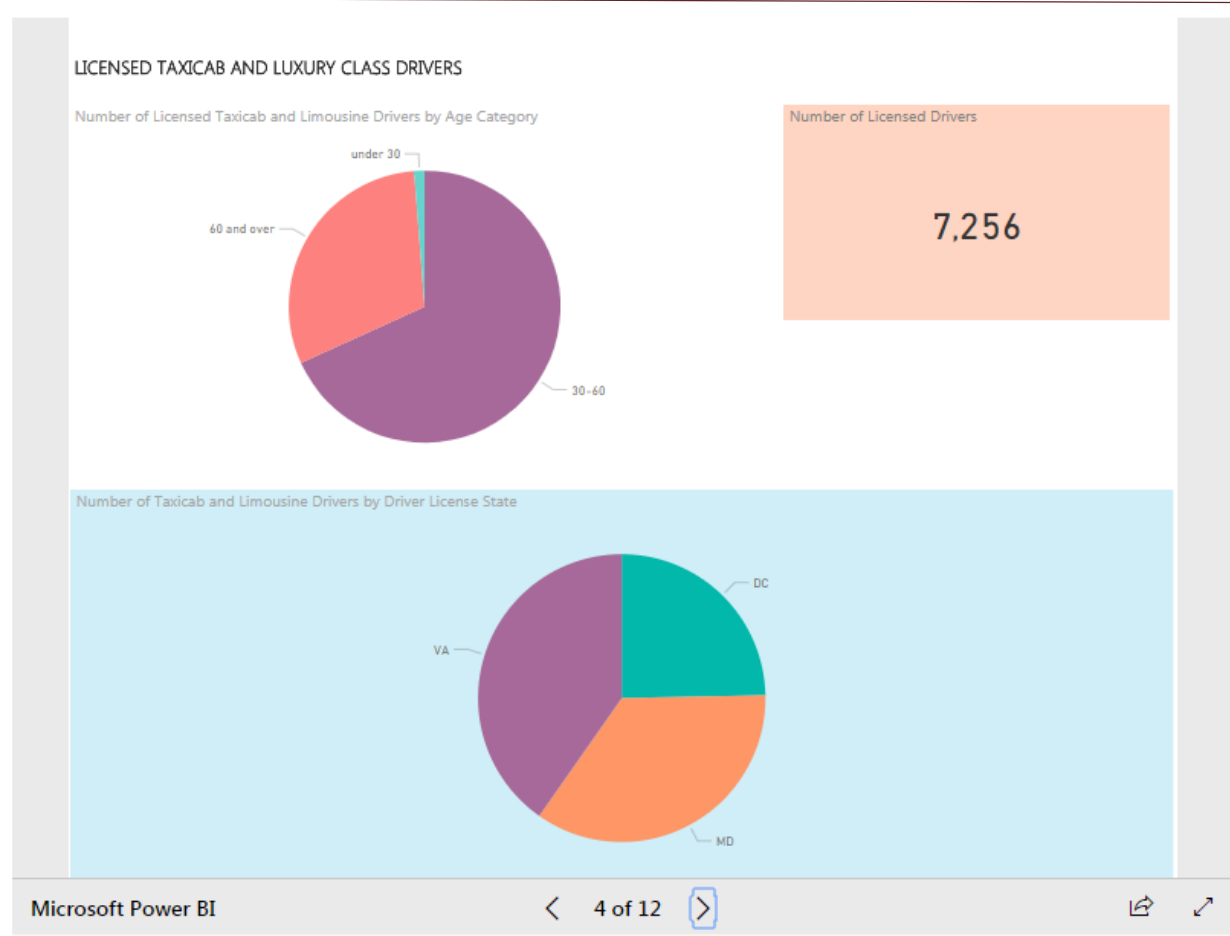 LICENSED TAXICAB AND LUXURY CLASS DRIVERS
Number of Licensed Taxicab and Limousine Drivers by Age Category
under 30
60 and over
30-60
Number of Licensed Drivers
7,256
Number of Taxicab and Limousine Drivers by Driver License State
DC
VA
MD
Microsoft Power BI
4 of 12